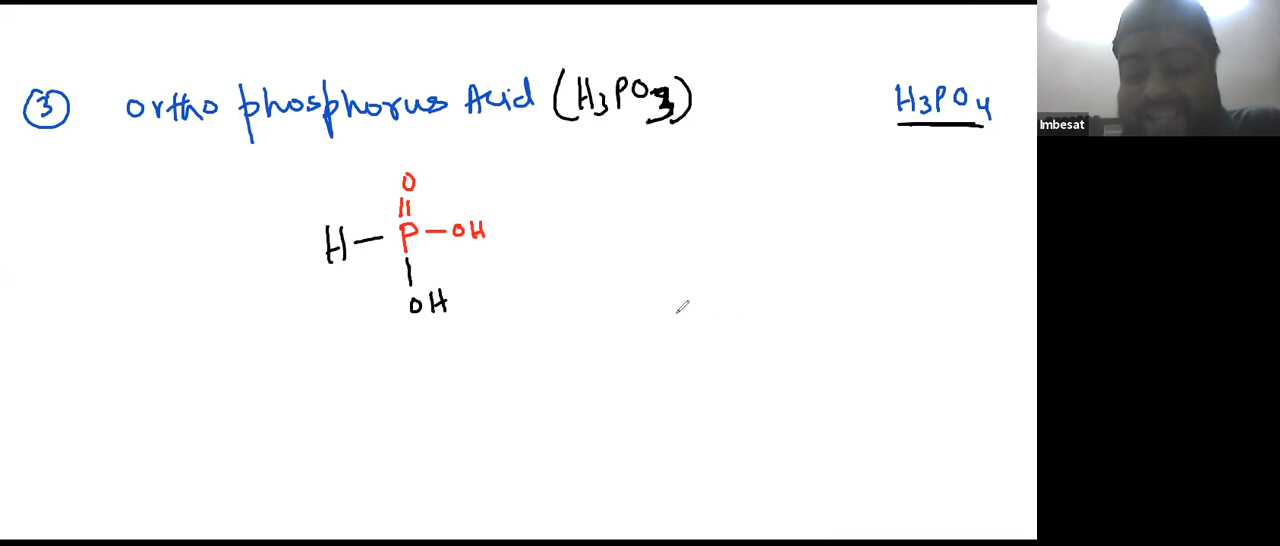 ③ Ortho phosphorus Acid (H₃PO₃) H₃PO₄
Imbesat
O
||
H — P — OH
|
OH